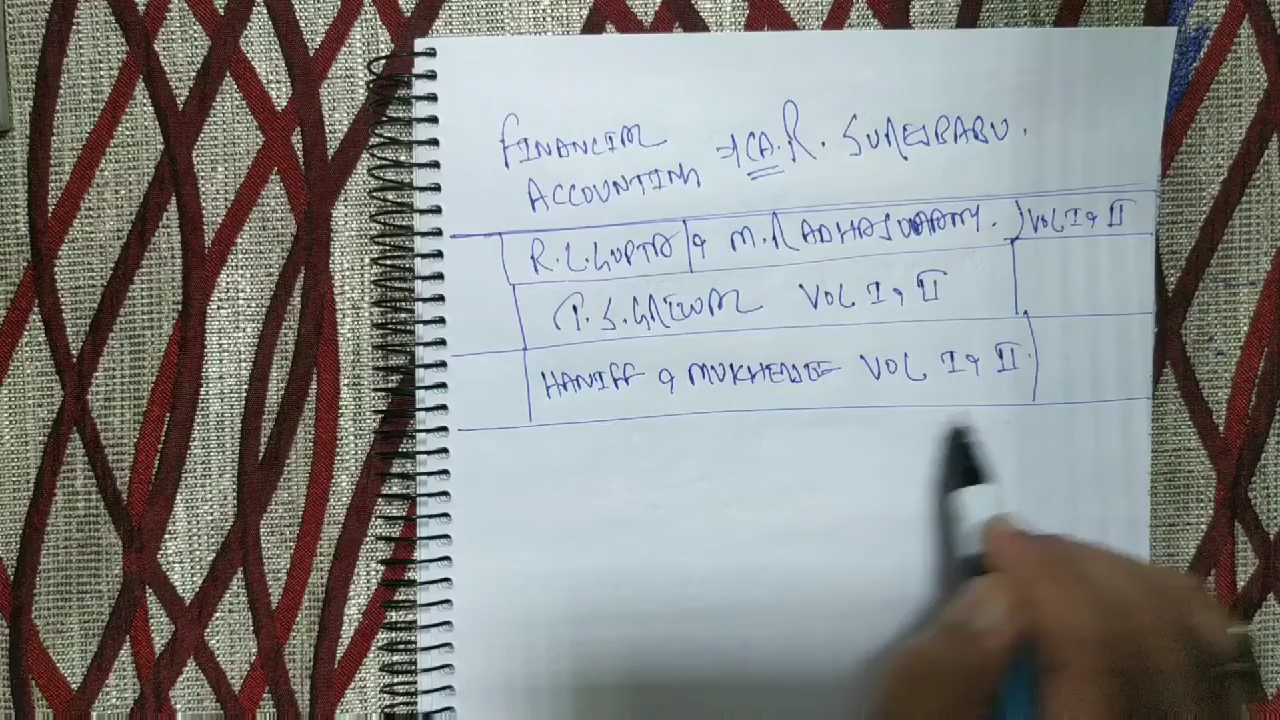 FINANCIAL
ACCOUNTING → CA. R. SURESBABU.
R.L.GUPTA & M.RADHASWAMY. VOL I & II
T.S.GREWAL VOL I & II
HANIFF & MUKHERJEE VOL I & II.